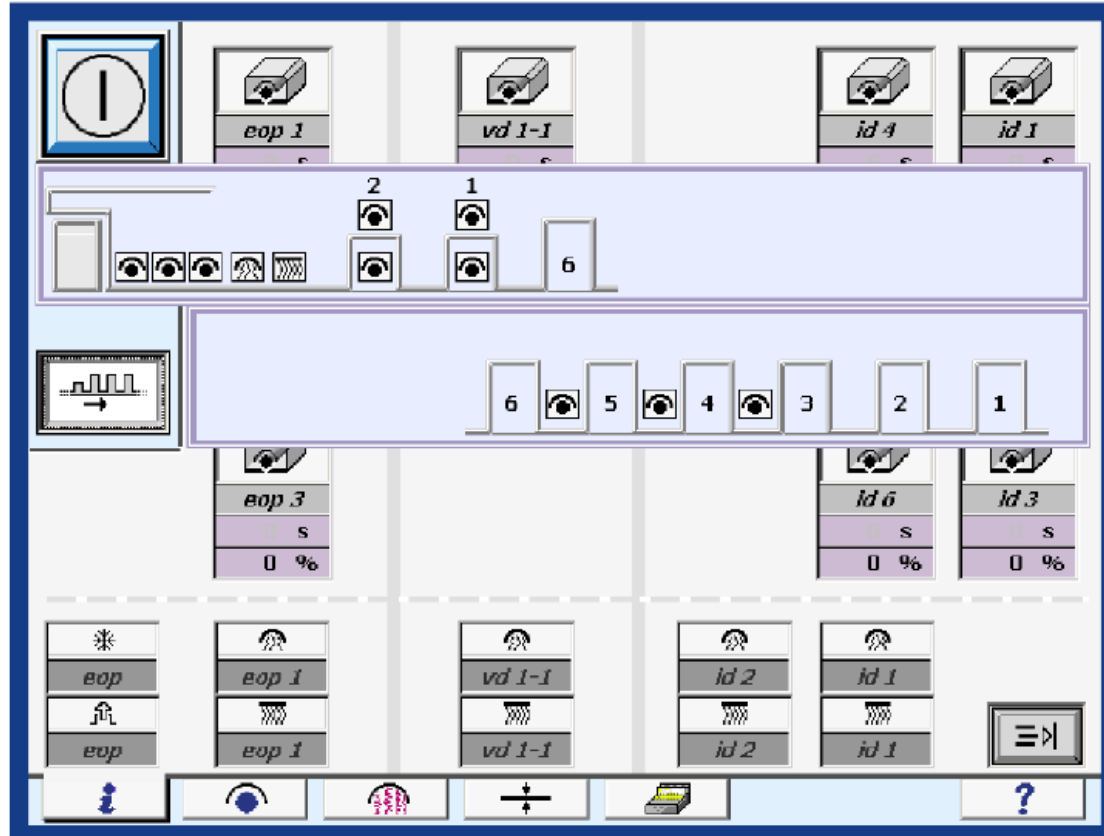 eop 1 vd 1-1 id 4 id 1
2 1
6
6 5 4 3 2 1
eop 3 id 6 id 3
s s s
0 % 0 % 0 %
eop eop 1 vd 1-1 id 2 id 1
eop eop 1 vd 1-1 id 2 id 1
i ?